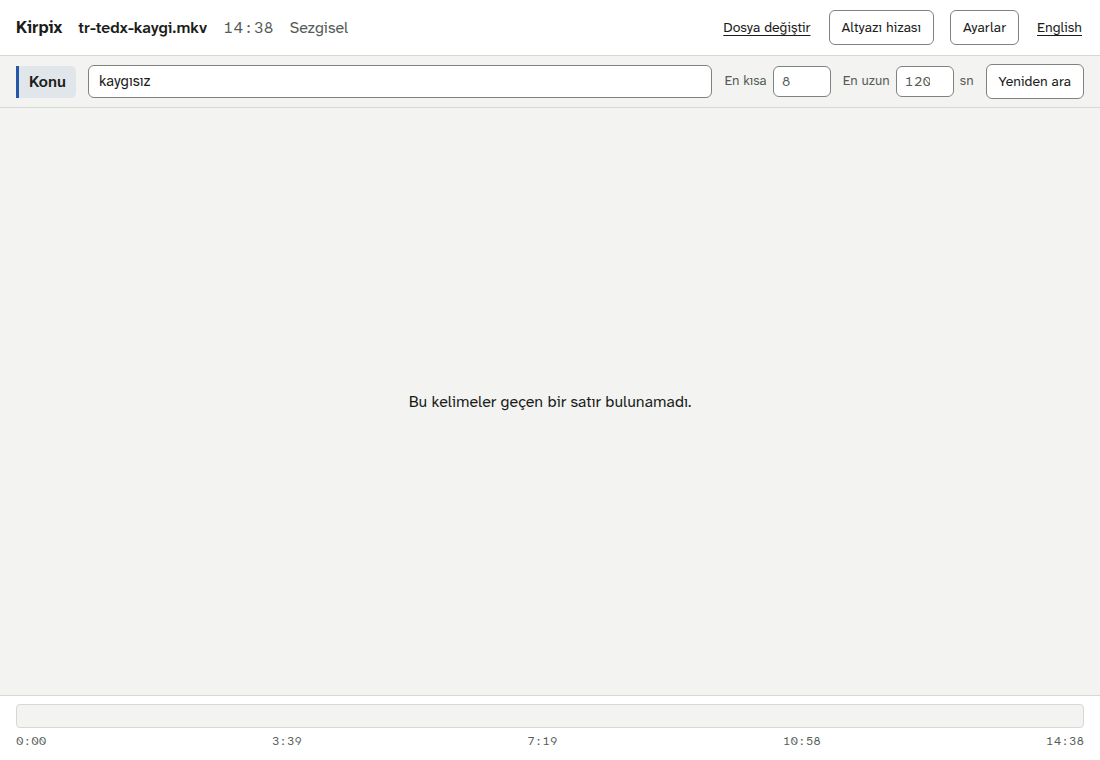 Kırpıx tr-tedx-kaygi.mkv 14:38 Sezgisel Dosya değiştir Altyazı hizası Ayarlar English
Konu kaygısız En kısa 8 En uzun 120 sn Yeniden ara
Bu kelimeler geçen bir satır bulunamadı.
0:00 3:39 7:19 10:58 14:38